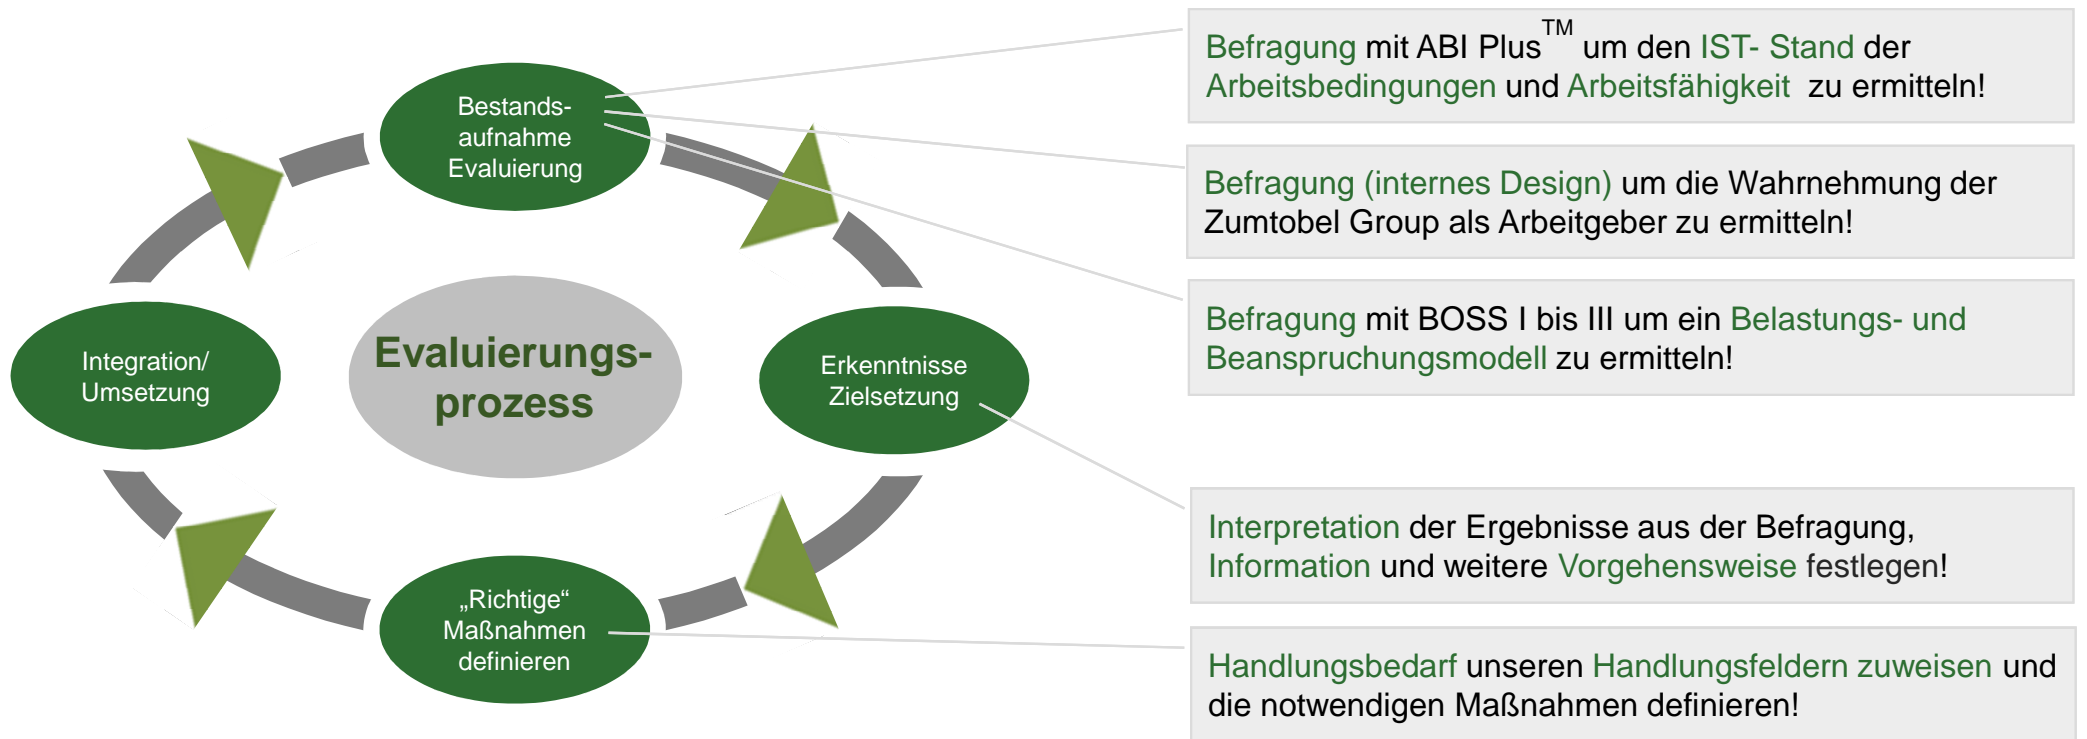 Bestands-
aufnahme
Evaluierung
Erkenntnisse
Zielsetzung
„Richtige“
Maßnahmen
definieren
Integration/
Umsetzung
Evaluierungs-
prozess
Befragung mit ABI Plus™ um den IST- Stand der
Arbeitsbedingungen und Arbeitsfähigkeit zu ermitteln!
Befragung (internes Design) um die Wahrnehmung der
Zumtobel Group als Arbeitgeber zu ermitteln!
Befragung mit BOSS I bis III um ein Belastungs- und
Beanspruchungsmodell zu ermitteln!
Interpretation der Ergebnisse aus der Befragung,
Information und weitere Vorgehensweise festlegen!
Handlungsbedarf unseren Handlungsfeldern zuweisen und
die notwendigen Maßnahmen definieren!